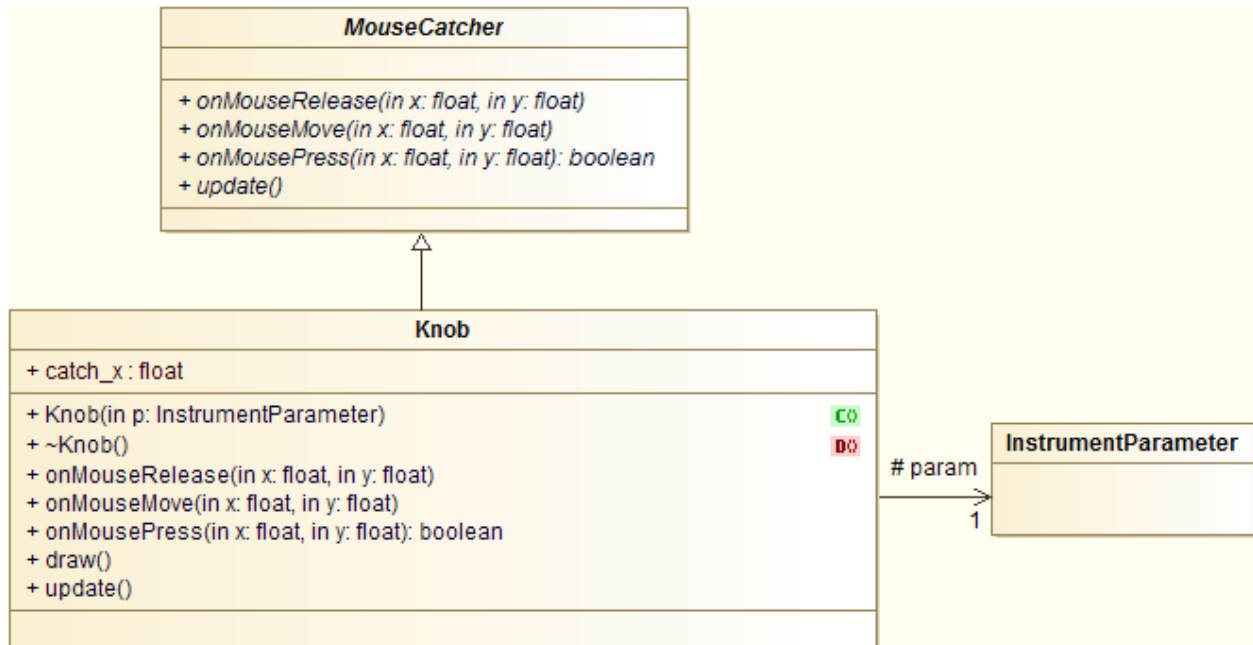 MouseCatcher
+ onMouseRelease(in x: float, in y: float)
+ onMouseMove(in x: float, in y: float)
+ onMousePress(in x: float, in y: float): boolean
+ update()
Knob
+ catch_x : float
+ Knob(in p: InstrumentParameter)
C()
+ ~Knob()
D()
+ onMouseRelease(in x: float, in y: float)
+ onMouseMove(in x: float, in y: float)
+ onMousePress(in x: float, in y: float): boolean
+ draw()
+ update()
# param
1
InstrumentParameter